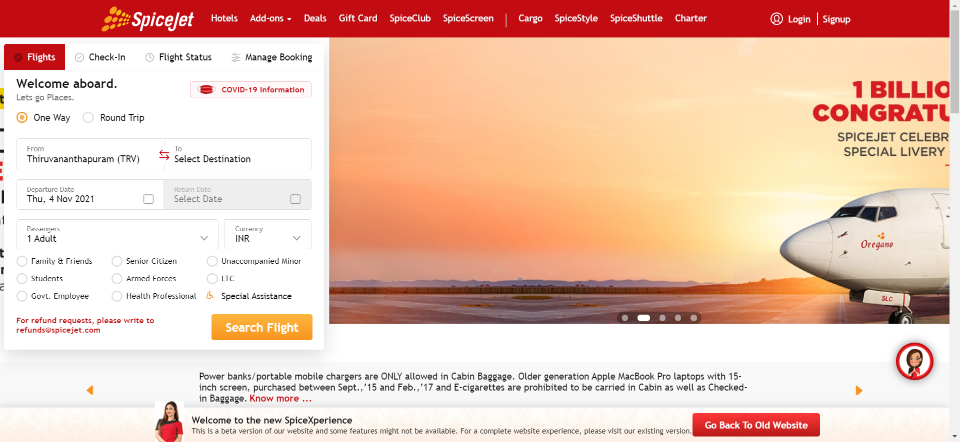 SpiceJet
Hotels Add-ons Deals Gift Card SpiceClub SpiceScreen Cargo SpiceStyle SpiceShuttle Charter Login Signup
Flights Check-In Flight Status Manage Booking
Welcome aboard.
Lets go Places.
COVID-19 Information
One Way Round Trip
From To
Thiruvananthapuram (TRV) Select Destination
Departure Date Return Date
Thu, 4 Nov 2021 Select Date
Passengers Currency
1 Adult INR
Family & Friends Senior Citizen Unaccompanied Minor
Students Armed Forces LTC
Govt. Employee Health Professional Special Assistance
For refund requests, please write to
refunds@spicejet.com
Search Flight
1 BILLIO
CONGRATU
SPICEJET CELEBR
SPECIAL LIVERY
Oregano
SLC
Power banks/portable mobile chargers are ONLY allowed in Cabin Baggage. Older generation Apple MacBook Pro laptops with 15-
inch screen, purchased between Sept.,'15 and Feb.,'17 and E-cigarettes are prohibited to be carried in Cabin as well as Checked-
in Baggage. Know more ...
Welcome to the new SpiceXperience
This is a beta version of our website and some features might not be available. For a complete website experience, please visit our existing version.
Go Back To Old Website